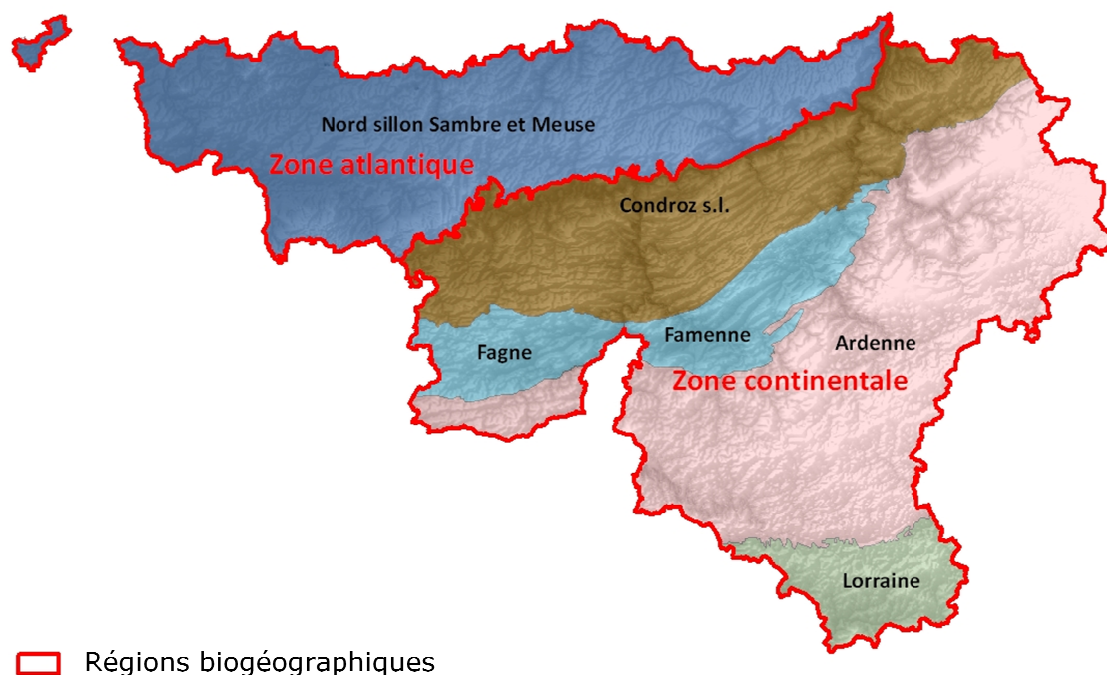 Nord sillon Sambre et Meuse
Zone atlantique
Condroz s.l.
Famenne
Ardenne
Fagne
Zone continentale
Lorraine
Régions biogéographiques